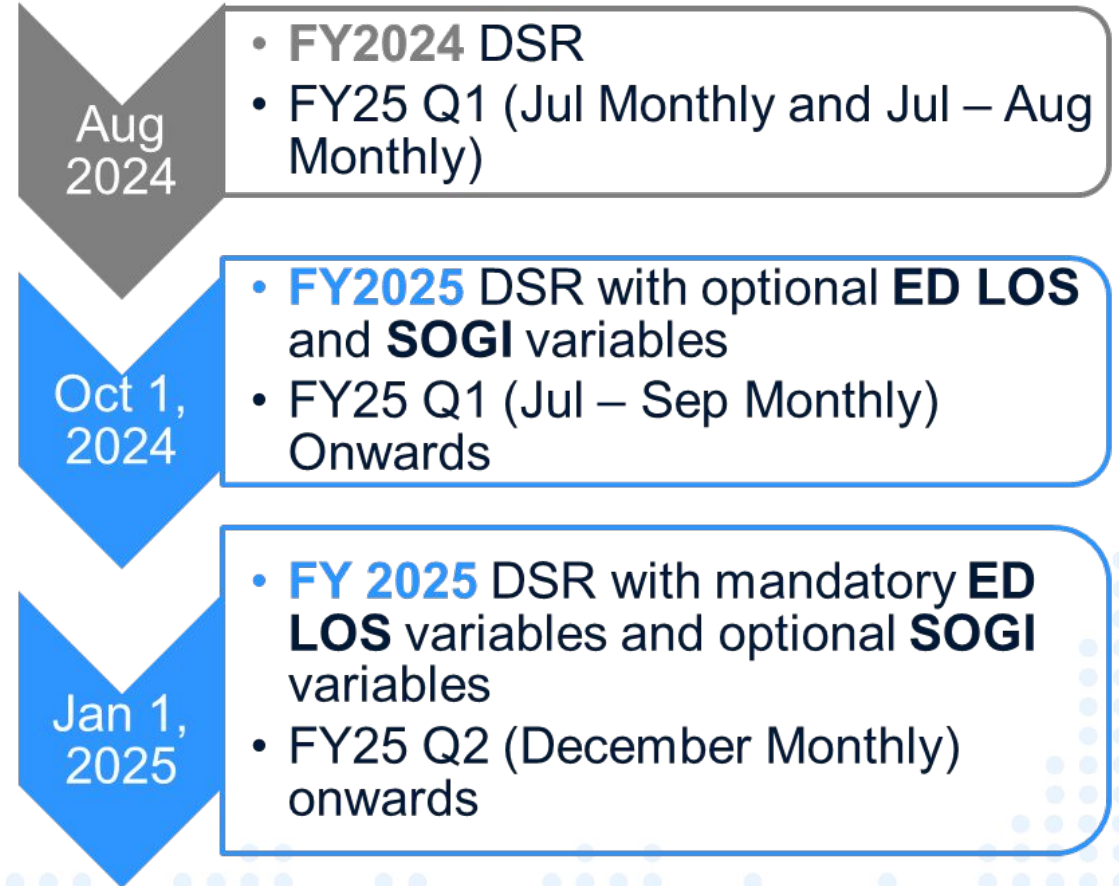 Aug
2024
• FY2024 DSR
• FY25 Q1 (Jul Monthly and Jul – Aug
Monthly)
Oct 1,
2024
• FY2025 DSR with optional ED LOS
and SOGI variables
• FY25 Q1 (Jul – Sep Monthly)
Onwards
Jan 1,
2025
• FY 2025 DSR with mandatory ED
LOS variables and optional SOGI
variables
• FY25 Q2 (December Monthly)
onwards